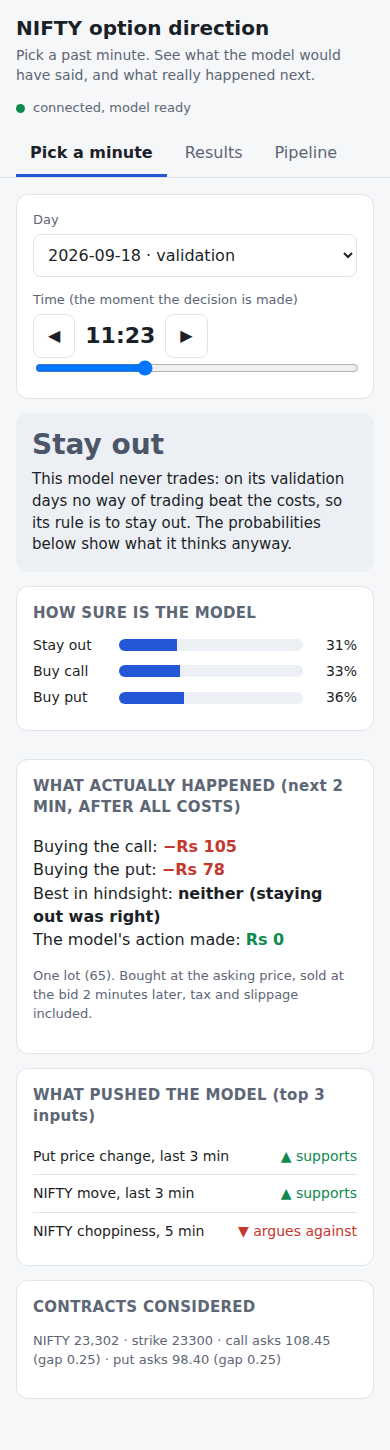 NIFTY option direction
Pick a past minute. See what the model would
have said, and what really happened next.
connected, model ready
Pick a minute Results Pipeline
Day
2026-09-18 · validation
Time (the moment the decision is made)
◀ 11:23 ▶
Stay out
This model never trades: on its validation
days no way of trading beat the costs, so
its rule is to stay out. The probabilities
below show what it thinks anyway.
HOW SURE IS THE MODEL
Stay out 31%
Buy call 33%
Buy put 36%
WHAT ACTUALLY HAPPENED (next 2
MIN, AFTER ALL COSTS)
Buying the call: −Rs 105
Buying the put: −Rs 78
Best in hindsight: neither (staying
out was right)
The model's action made: Rs 0
One lot (65). Bought at the asking price, sold at
the bid 2 minutes later, tax and slippage
included.
WHAT PUSHED THE MODEL (top 3
inputs)
Put price change, last 3 min ▲ supports
NIFTY move, last 3 min ▲ supports
NIFTY choppiness, 5 min ▼ argues against
CONTRACTS CONSIDERED
NIFTY 23,302 · strike 23300 · call asks 108.45
(gap 0.25) · put asks 98.40 (gap 0.25)